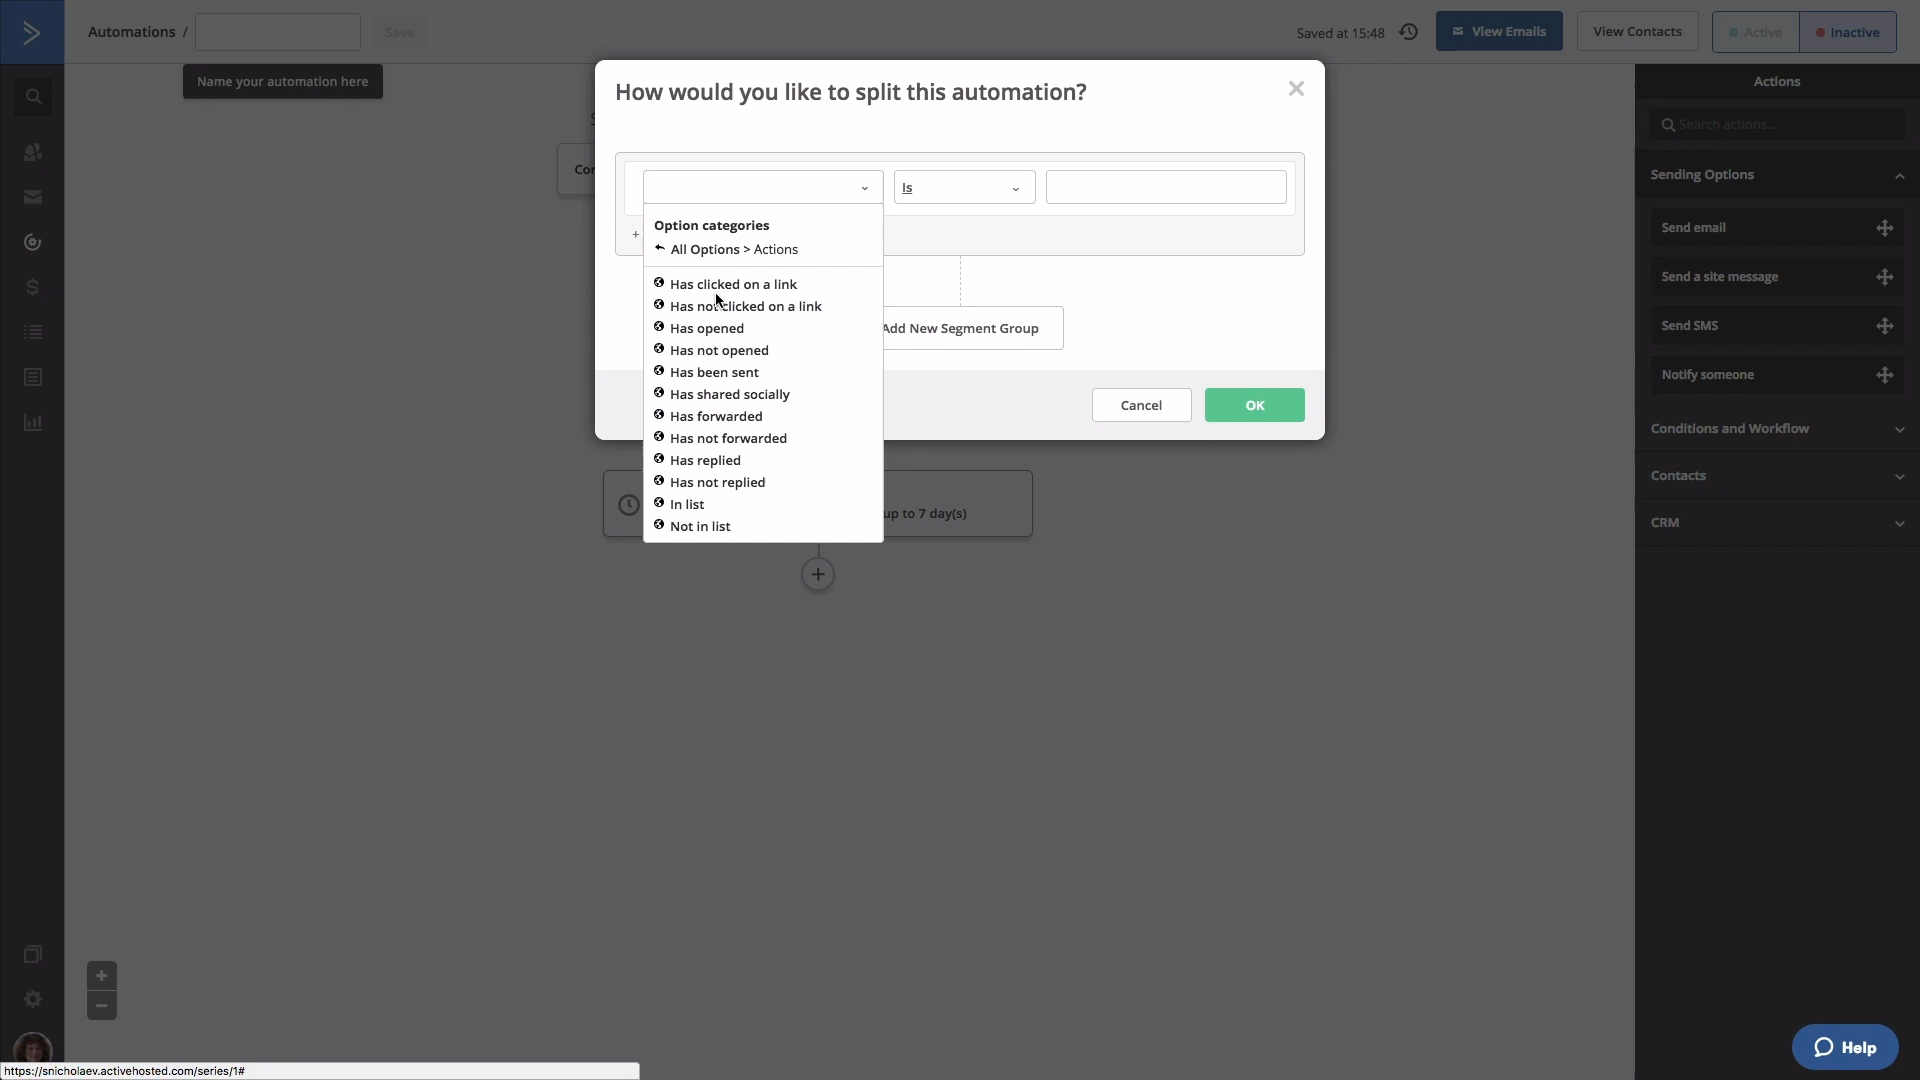 Automations /
Save
Saved at 15:48
View Emails
View Contacts
Active
Inactive
Name your automation here
How would you like to split this automation?
Is
Option categories
All Options > Actions
Has clicked on a link
Has not clicked on a link
Has opened
Has not opened
Has been sent
Has shared socially
Has forwarded
Has not forwarded
Has replied
Has not replied
In list
Not in list
+
Add New Segment Group
Cancel
OK
up to 7 day(s)
+
Actions
Search actions...
Sending Options
Send email
Send a site message
Send SMS
Notify someone
Conditions and Workflow
Contacts
CRM
+
−
Help
https://snicholaev.activehosted.com/series/1#